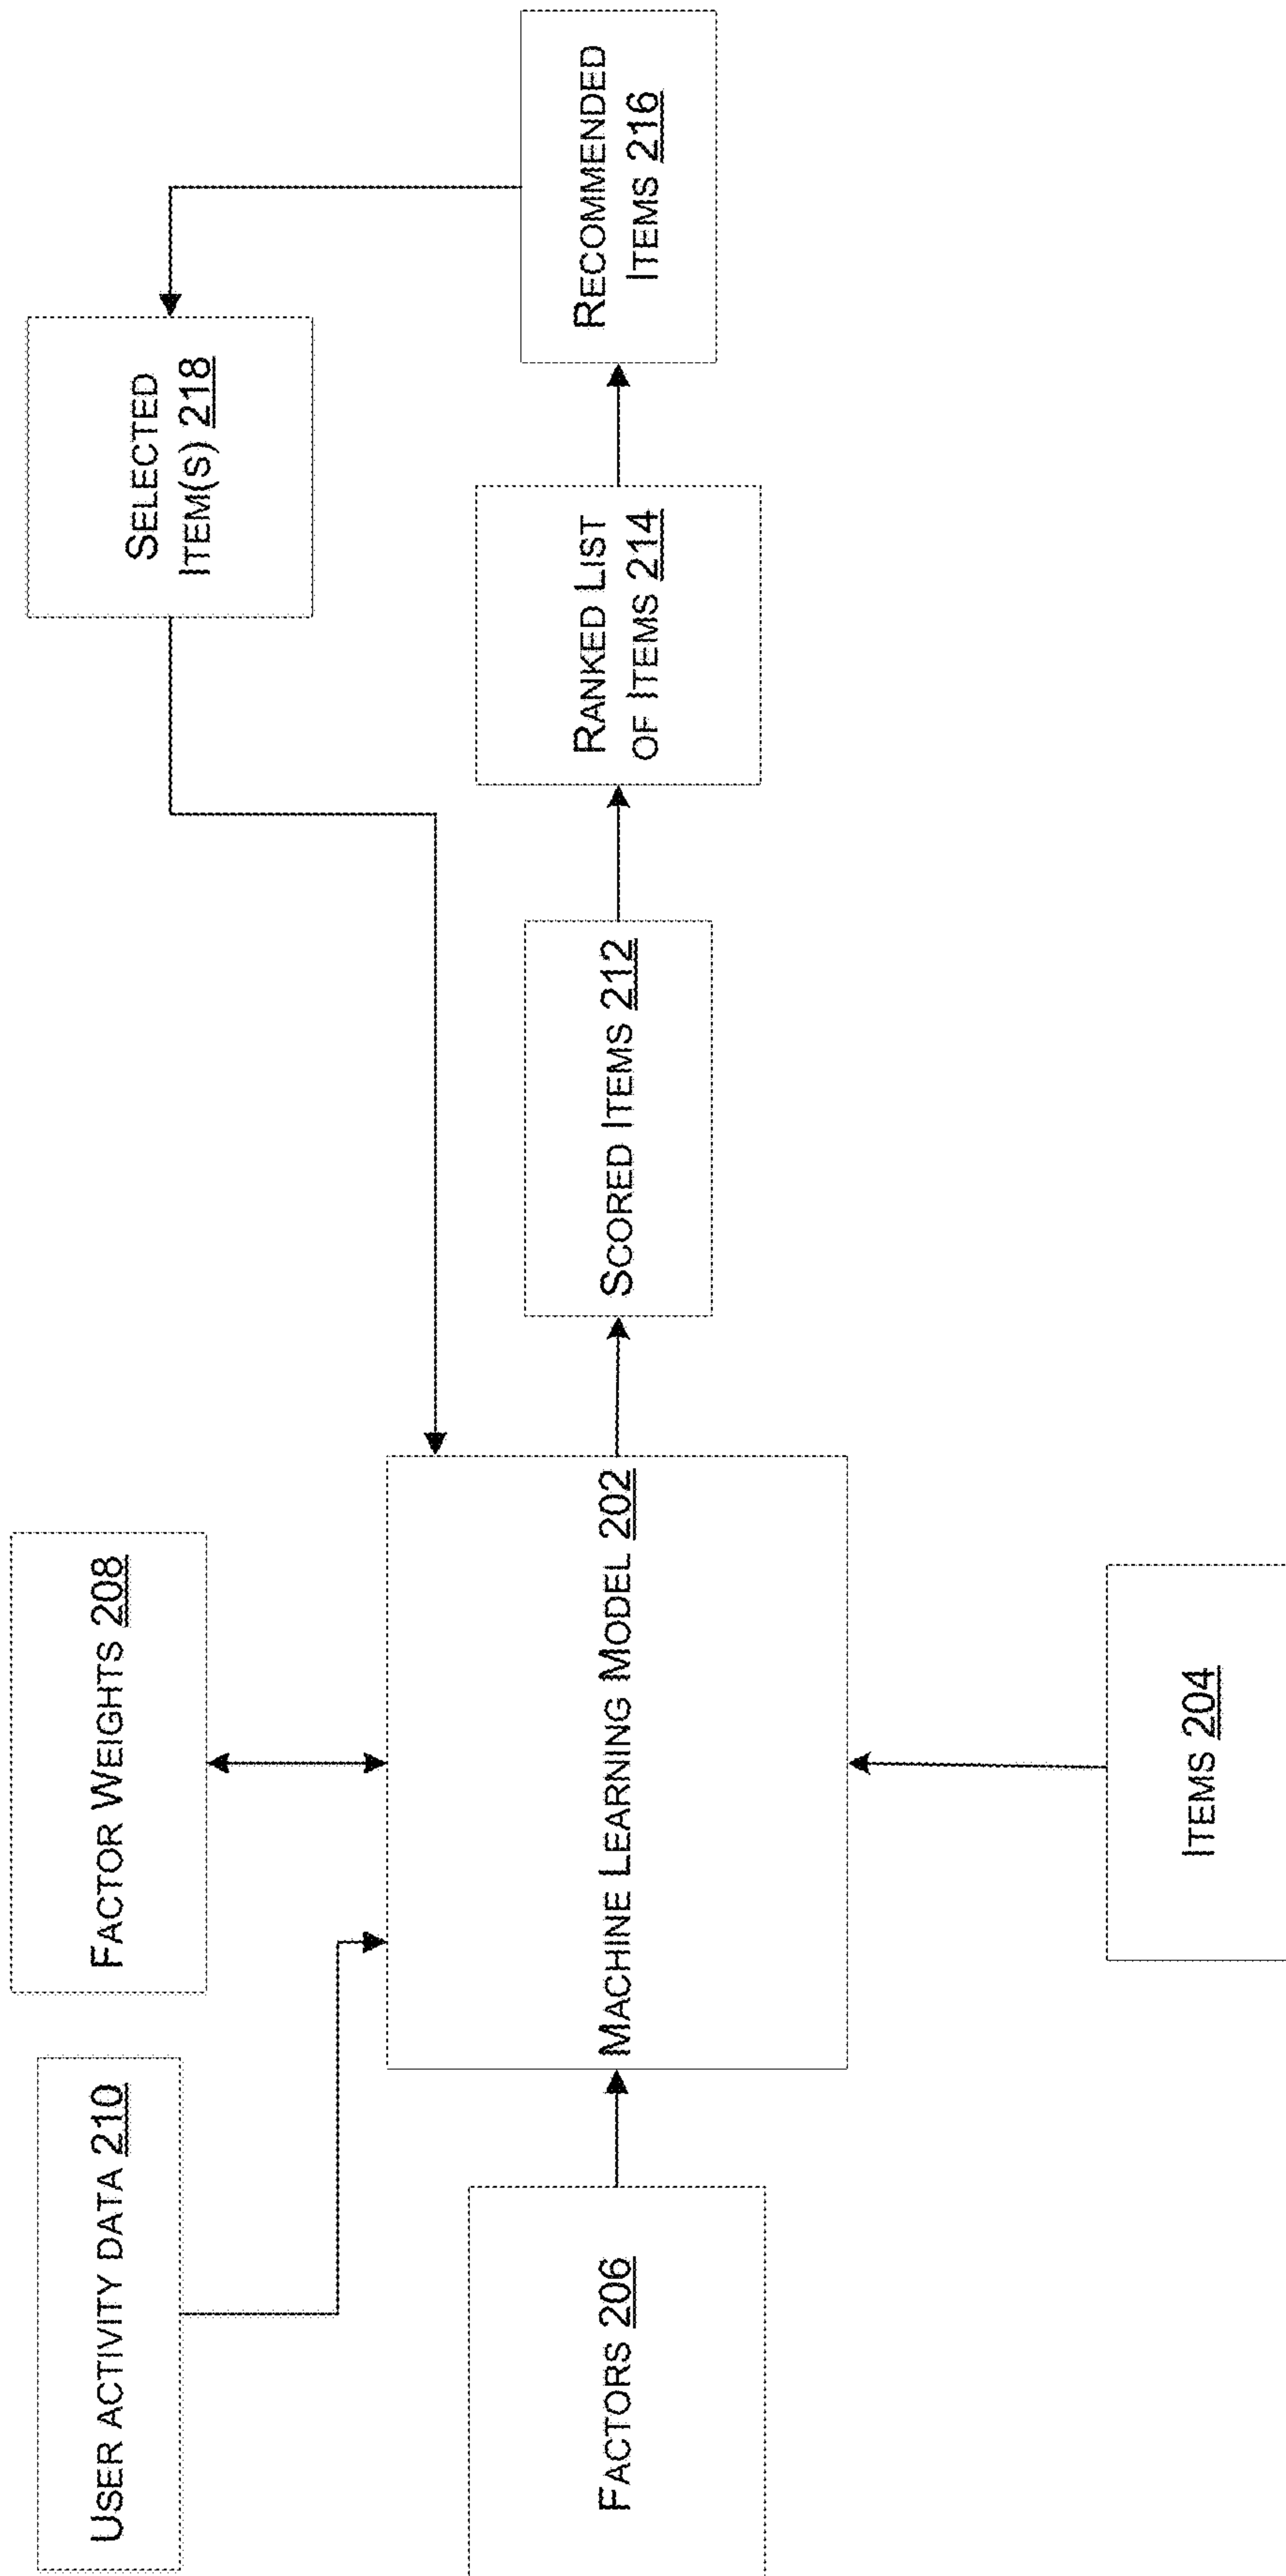 USER ACTIVITY DATA 210
FACTOR WEIGHTS 208
SELECTED
ITEM(S) 218
FACTORS 206
MACHINE LEARNING MODEL 202
SCORED ITEMS 212
RANKED LIST
OF ITEMS 214
RECOMMENDED
ITEMS 216
ITEMS 204